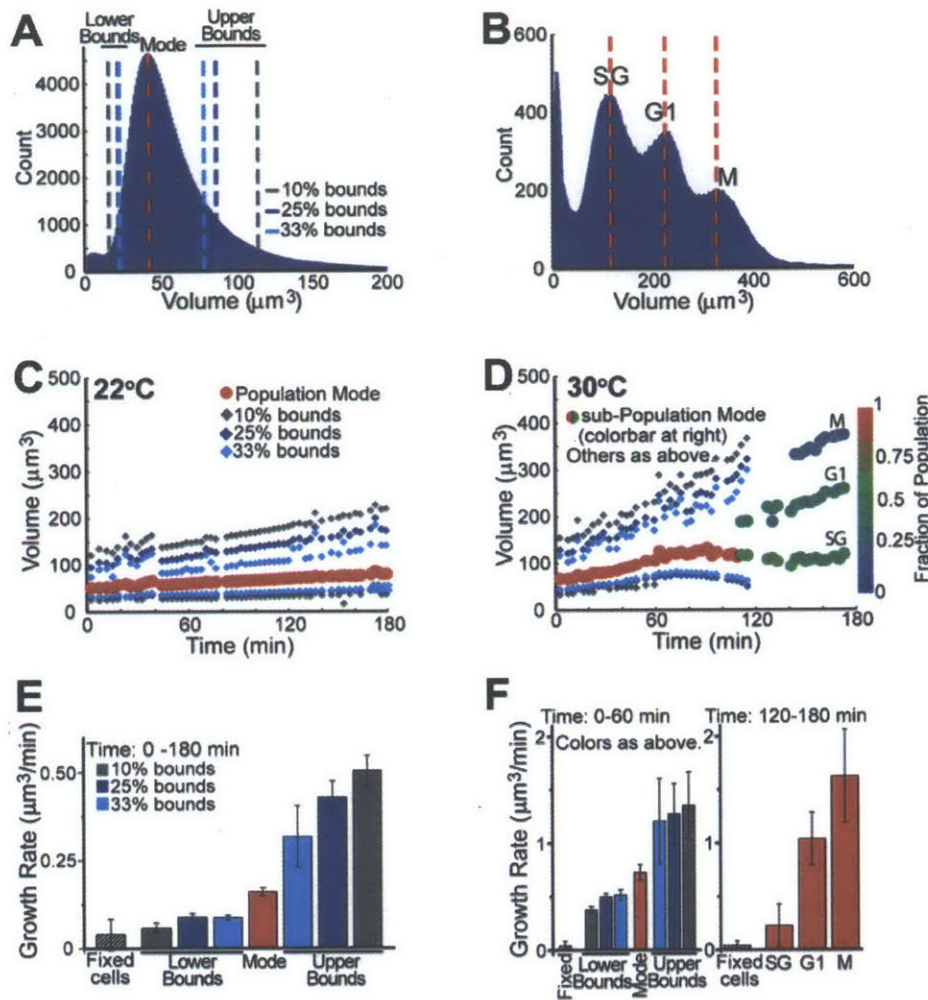 A
Lower
Bounds
Mode
Upper
Bounds
4000
3000
2000
1000
0
Count
10% bounds
25% bounds
33% bounds
0
50
100
150
200
Volume (μm³)
B
600
400
200
0
Count
SG
G1
M
0
200
400
600
Volume (μm³)
C
22°C
500
400
300
200
100
0
Volume (μm³)
Population Mode
10% bounds
25% bounds
33% bounds
0
60
120
180
Time (min)
D
30°C
500
400
300
200
100
0
Volume (μm³)
sub-Population Mode
(colorbar at right)
Others as above.
M
G1
SG
0
60
120
180
Time (min)
1
0.75
0.5
0.25
0
Fraction of Population
E
Time: 0 -180 min
10% bounds
25% bounds
33% bounds
0.50
0.25
0
Growth Rate (μm³/min)
Fixed
cells
Lower
Bounds
Mode
Upper
Bounds
F
Time: 0-60 min
Colors as above.
2
1
0
Growth Rate (μm³/min)
Fixed
Lower
Bounds
Mode
Upper
Bounds
Time: 120-180 min
2
1
0
Fixed
cells
SG
G1
M